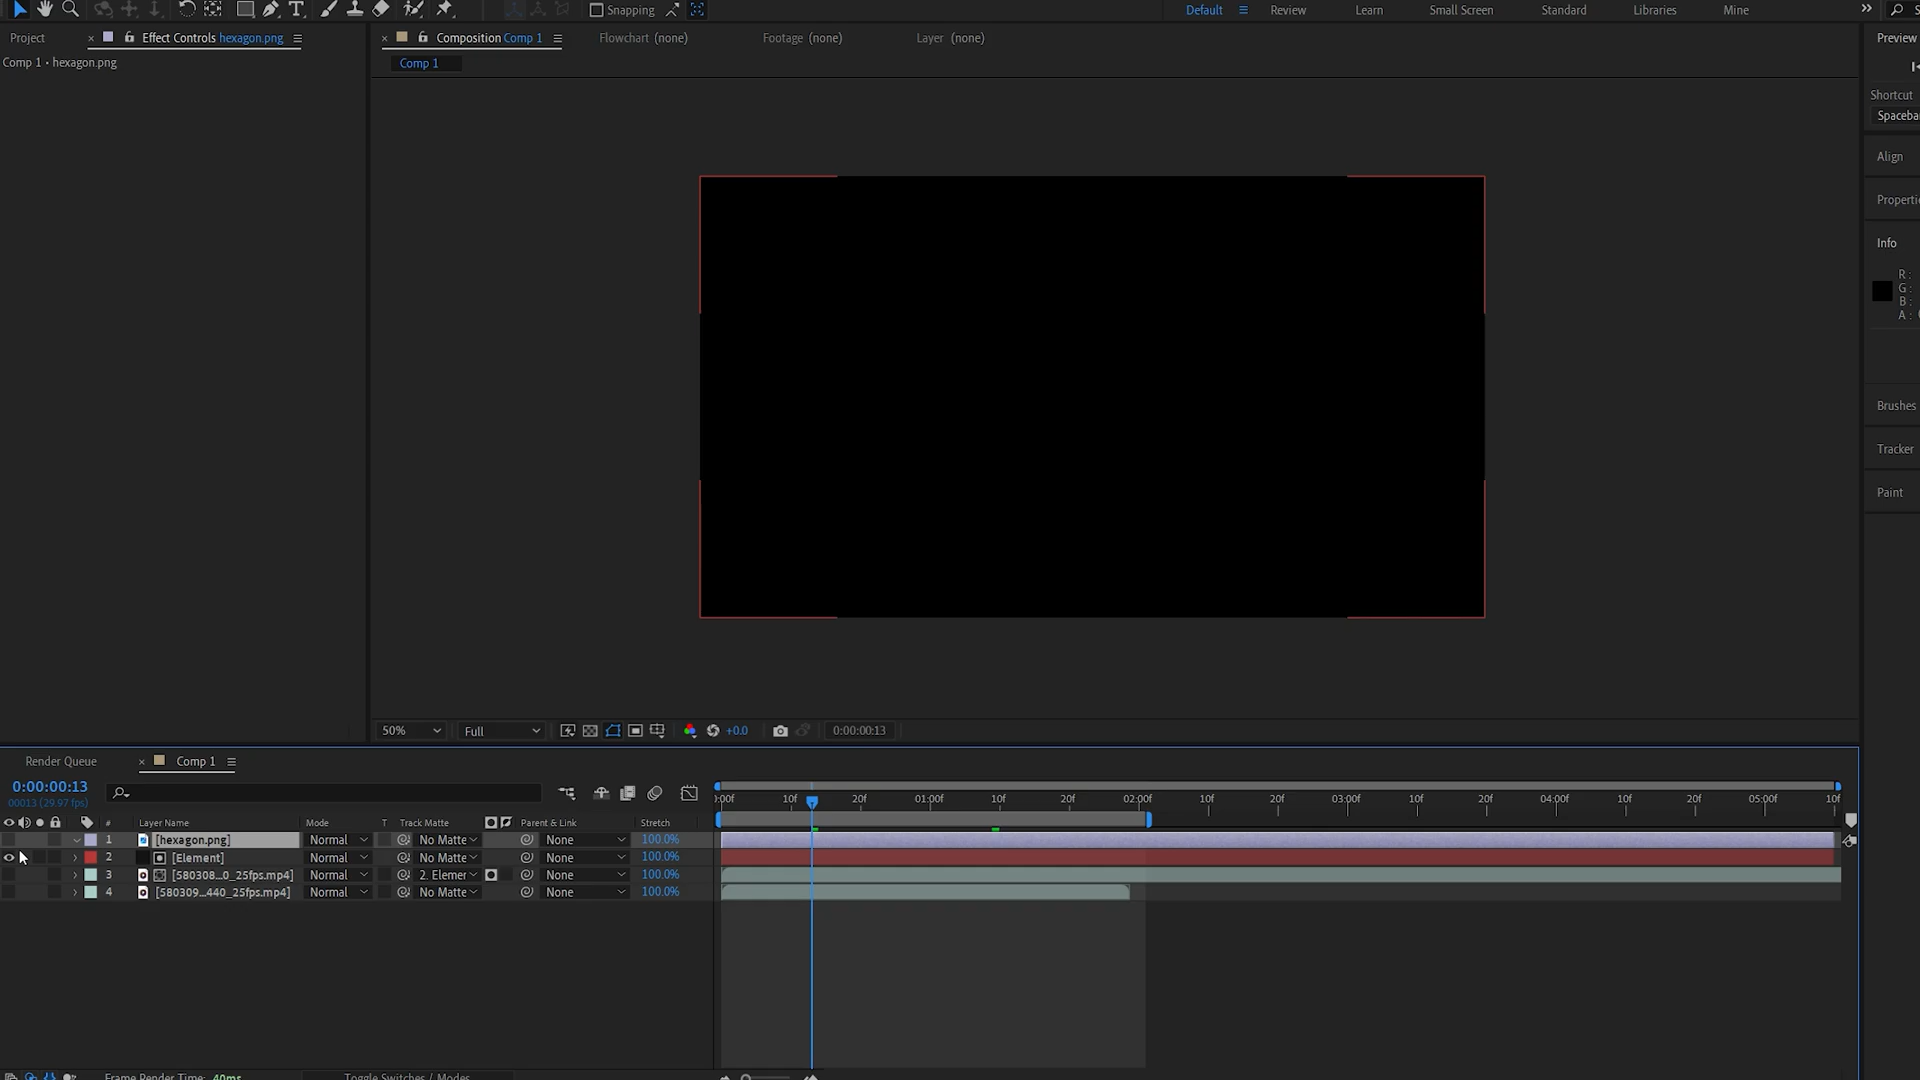 Snapping
Default
Review
Learn
Small Screen
Standard
Libraries
Mine
Project
Effect Controls hexagon.png
Composition Comp 1
Flowchart (none)
Footage (none)
Layer (none)
Preview
Comp 1 • hexagon.png
Comp 1
Shortcut
Spaceba
Align
Properti
Info
R :
G :
B :
A :
Brushes
Tracker
Paint
50%
Full
+0.0
0:00:00:13
Render Queue
Comp 1
0:00:00:13
00013 (29.97 fps)
):00f 10f 20f 01:00f 10f 20f 02:00f 10f 20f 03:00f 10f 20f 04:00f 10f 20f 05:00f 10f
# Layer Name Mode T Track Matte Parent & Link Stretch
1 [hexagon.png] Normal No Matte None 100.0%
2 [Element] Normal No Matte None 100.0%
3 [580308...0_25fps.mp4] Normal 2. Elemer None 100.0%
4 [580309...440_25fps.mp4] Normal No Matte None 100.0%
Frame Render Time: 40ms
Toggle Switches / Modes